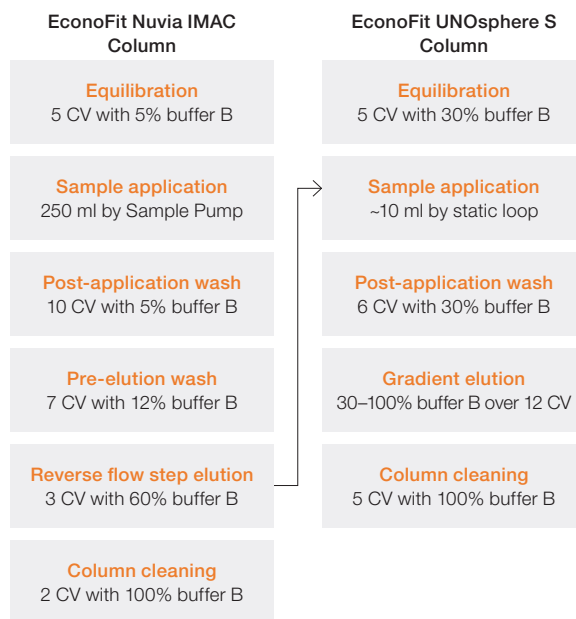 EconoFit Nuvia IMAC
Column
Equilibration
5 CV with 5% buffer B
Sample application
250 ml by Sample Pump
Post-application wash
10 CV with 5% buffer B
Pre-elution wash
7 CV with 12% buffer B
Reverse flow step elution
3 CV with 60% buffer B
Column cleaning
2 CV with 100% buffer B
EconoFit UNOsphere S
Column
Equilibration
5 CV with 30% buffer B
Sample application
~10 ml by static loop
Post-application wash
6 CV with 30% buffer B
Gradient elution
30–100% buffer B over 12 CV
Column cleaning
5 CV with 100% buffer B